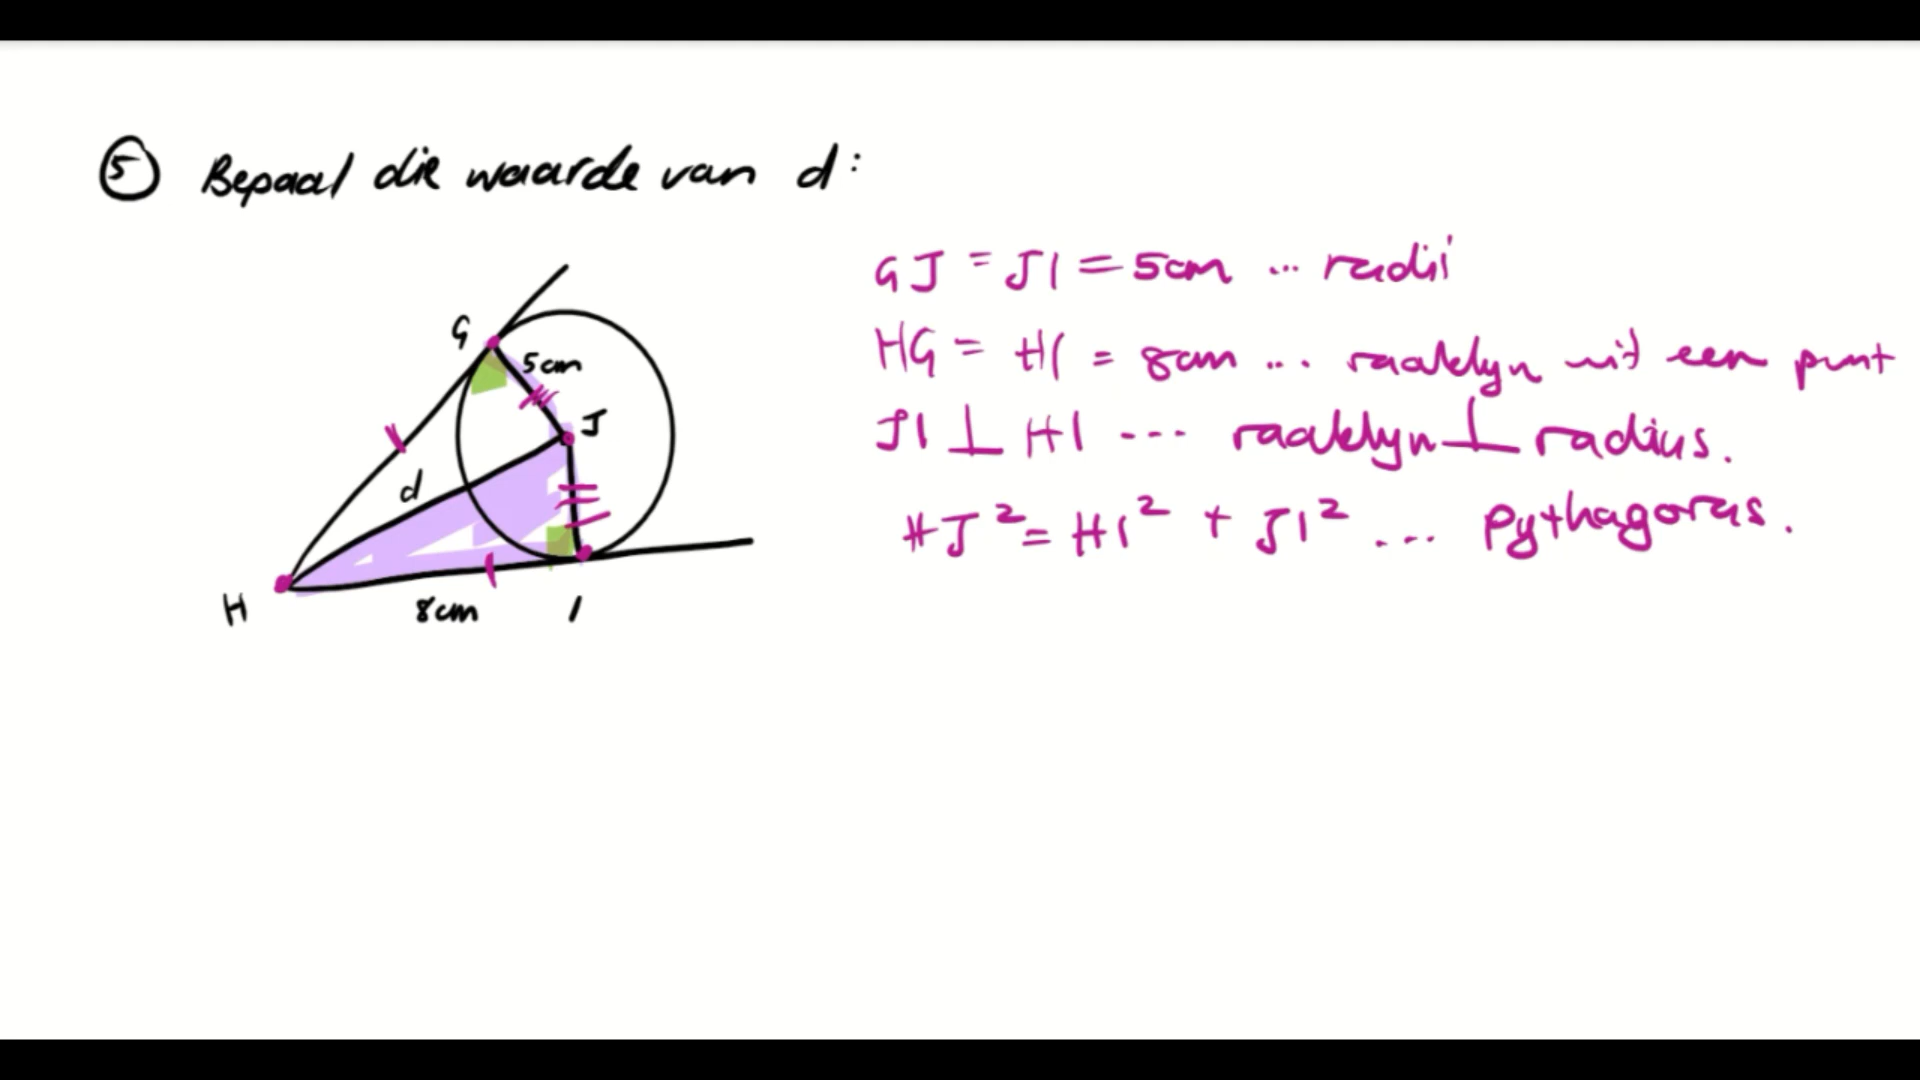 5 Bepaal die waarde van d:
GJ = JI = 5cm ... radii
HG = HI = 8cm ... raaklyn uit een punt
JI ⊥ HI ... raaklyn ⊥ radius.
HJ² = HI² + JI² ... Pythagoras.
G
5cm
J
d
H
8cm
I